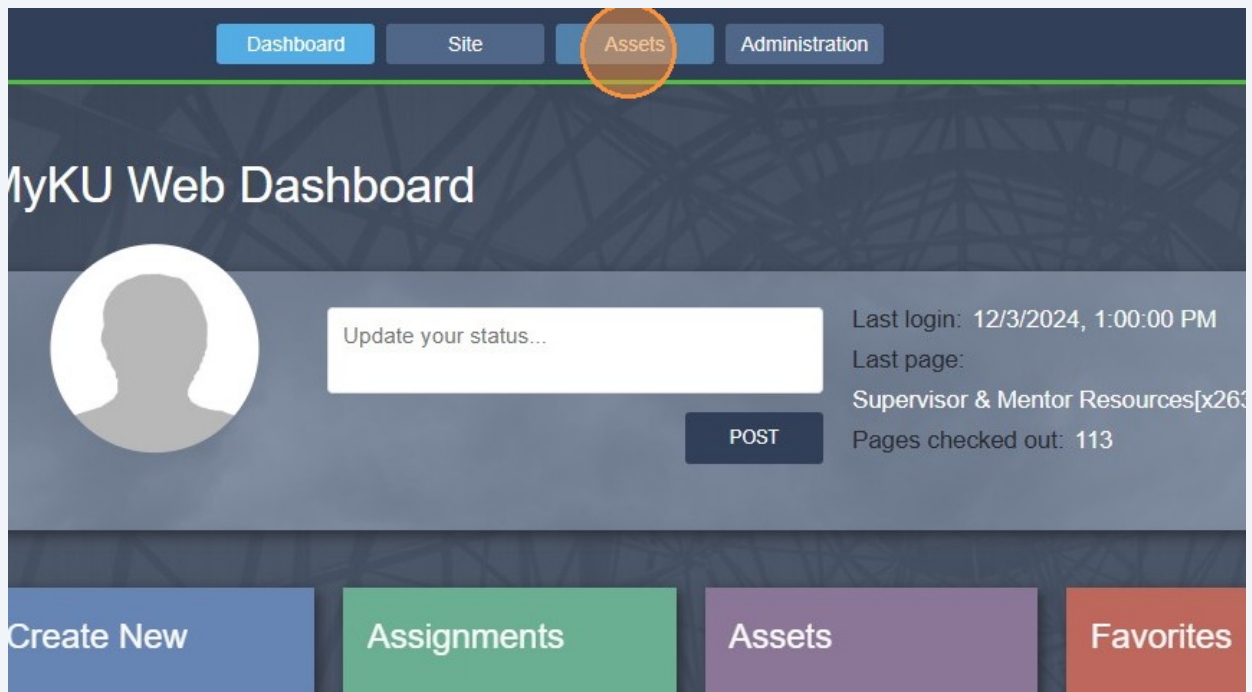 Dashboard Site Assets Administration
MyKU Web Dashboard
Update your status...
POST
Last login: 12/3/2024, 1:00:00 PM
Last page:
Supervisor & Mentor Resources[x263
Pages checked out: 113
Create New Assignments Assets Favorites